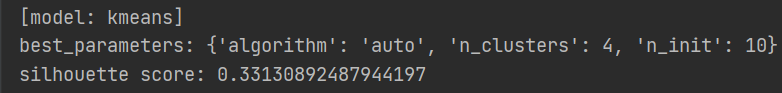 [model: kmeans]
best_parameters: {'algorithm': 'auto', 'n_clusters': 4, 'n_init': 10}
silhouette score: 0.33130892487944197